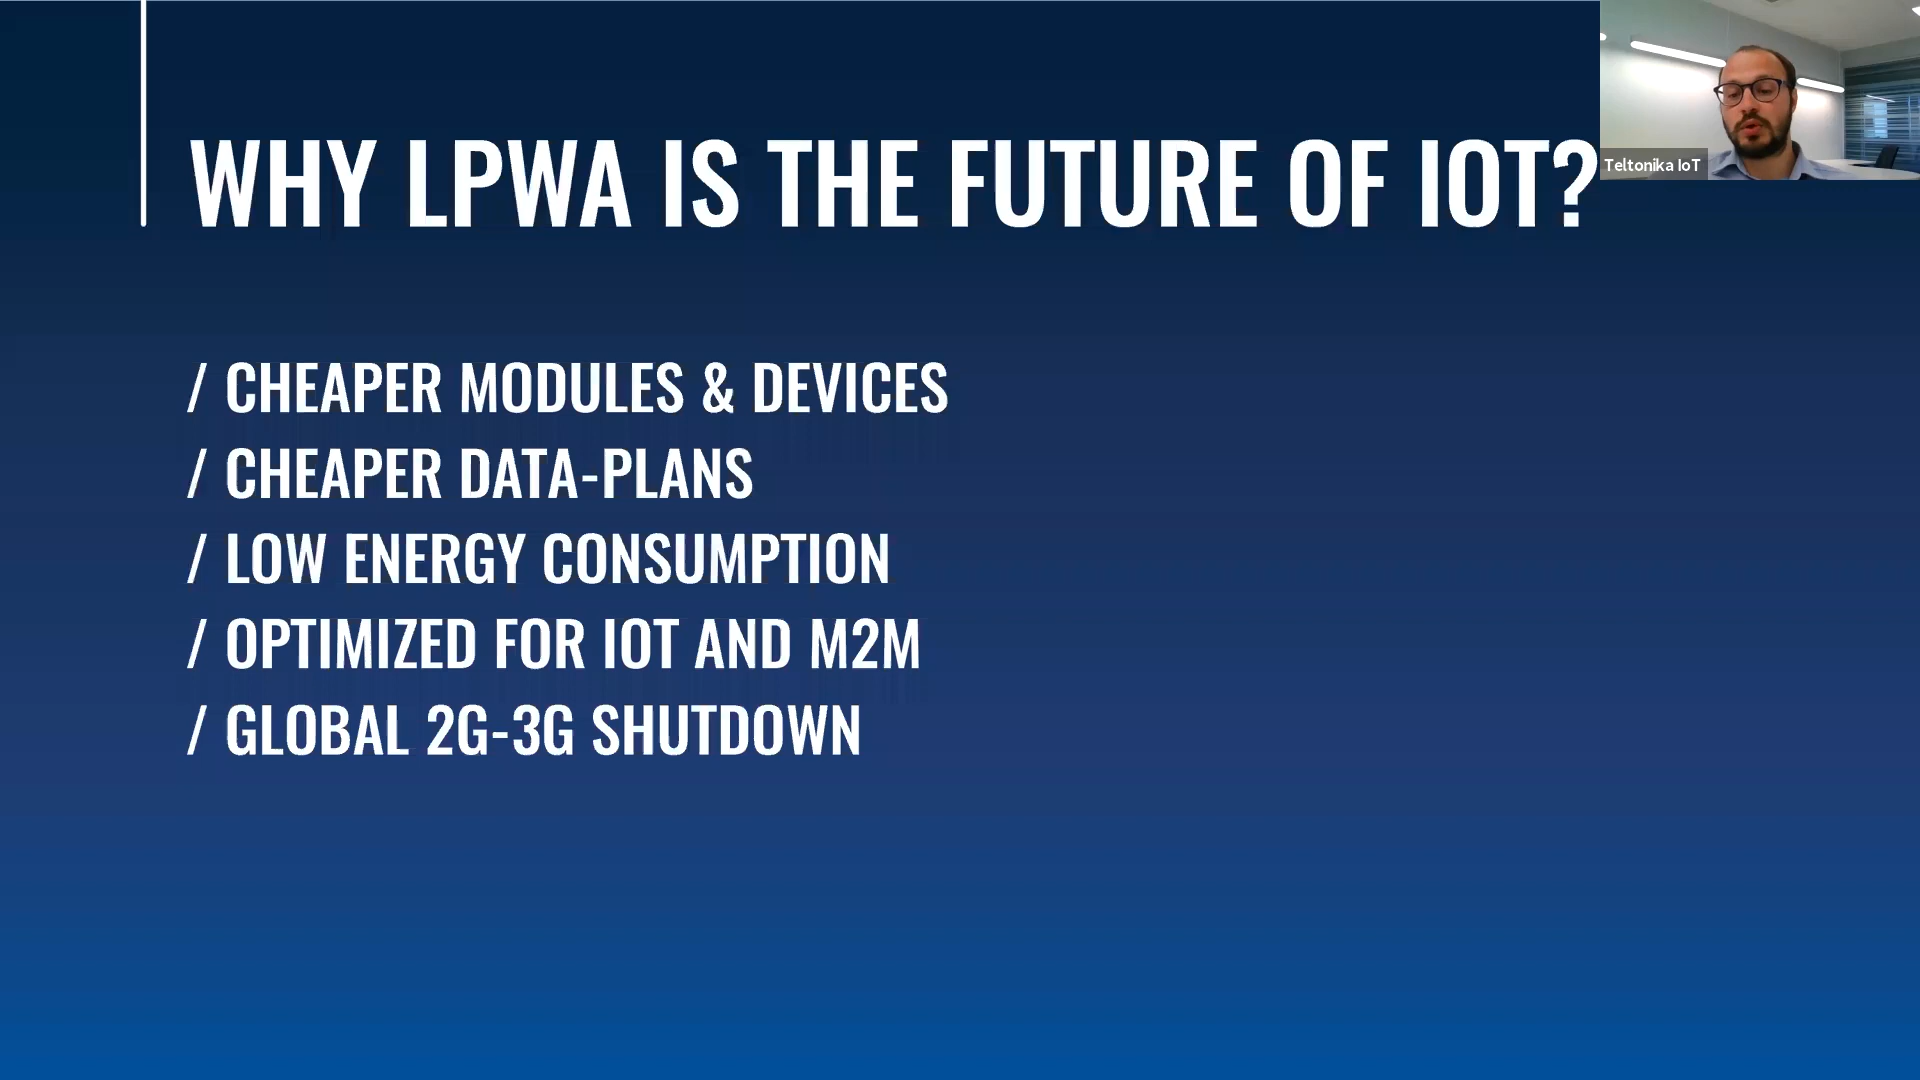 WHY LPWA IS THE FUTURE OF IOT?
Teltonika IoT
/ CHEAPER MODULES & DEVICES
/ CHEAPER DATA-PLANS
/ LOW ENERGY CONSUMPTION
/ OPTIMIZED FOR IOT AND M2M
/ GLOBAL 2G-3G SHUTDOWN